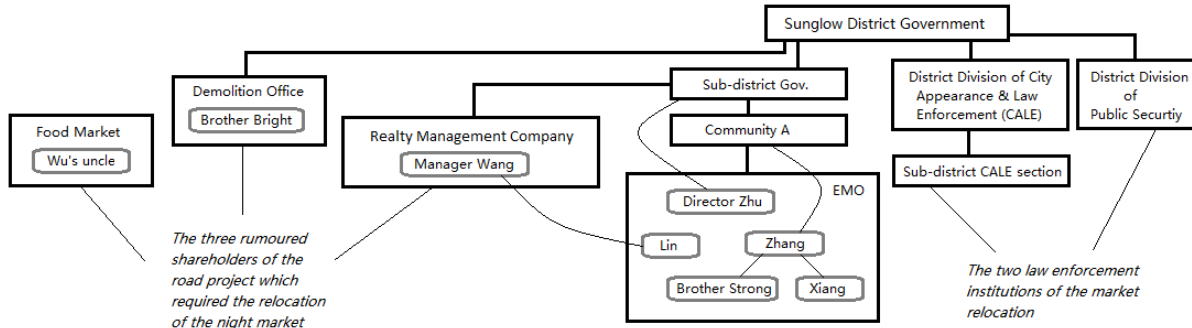 Sunglow District Government
Demolition Office
Brother Bright
Sub-district Gov.
District Division of City
Appearance & Law
Enforcement (CALE)
District Division
of
Public Securtiy
Food Market
Wu's uncle
Realty Management Company
Manager Wang
Community A
Sub-district CALE section
EMO
Director Zhu
Lin
Zhang
Brother Strong
Xiang
The three rumoured
shareholders of the
road project which
required the relocation
of the night market
The two law enforcement
institutions of the market
relocation